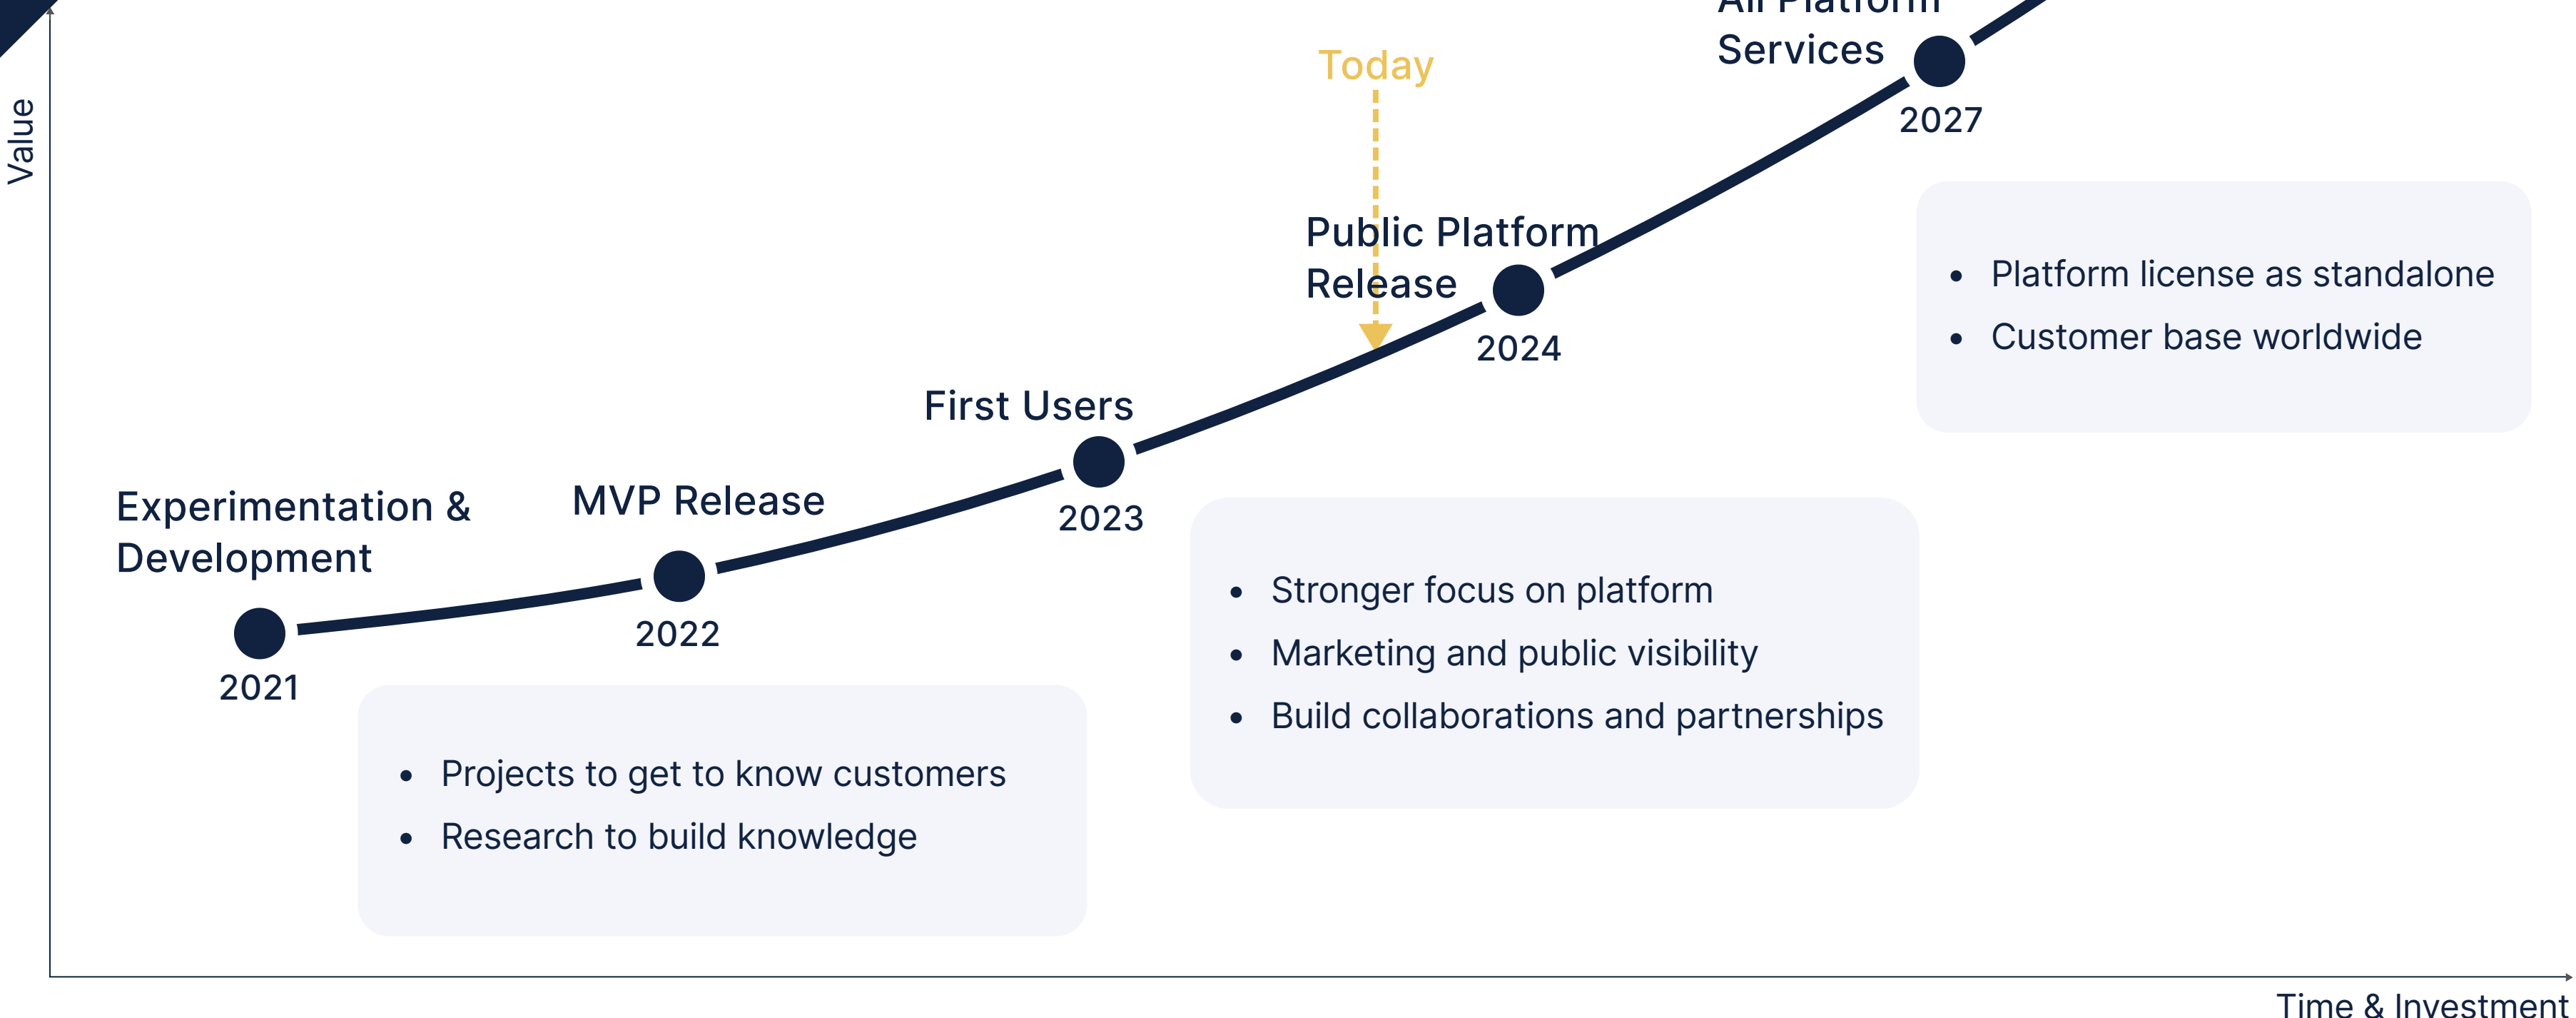 Value
Today
All Platform
Services
2027
Public Platform
Release
2024
Platform license as standalone
Customer base worldwide
First Users
2023
Experimentation &
Development
2021
MVP Release
2022
Stronger focus on platform
Marketing and public visibility
Build collaborations and partnerships
Projects to get to know customers
Research to build knowledge
Time & Investment